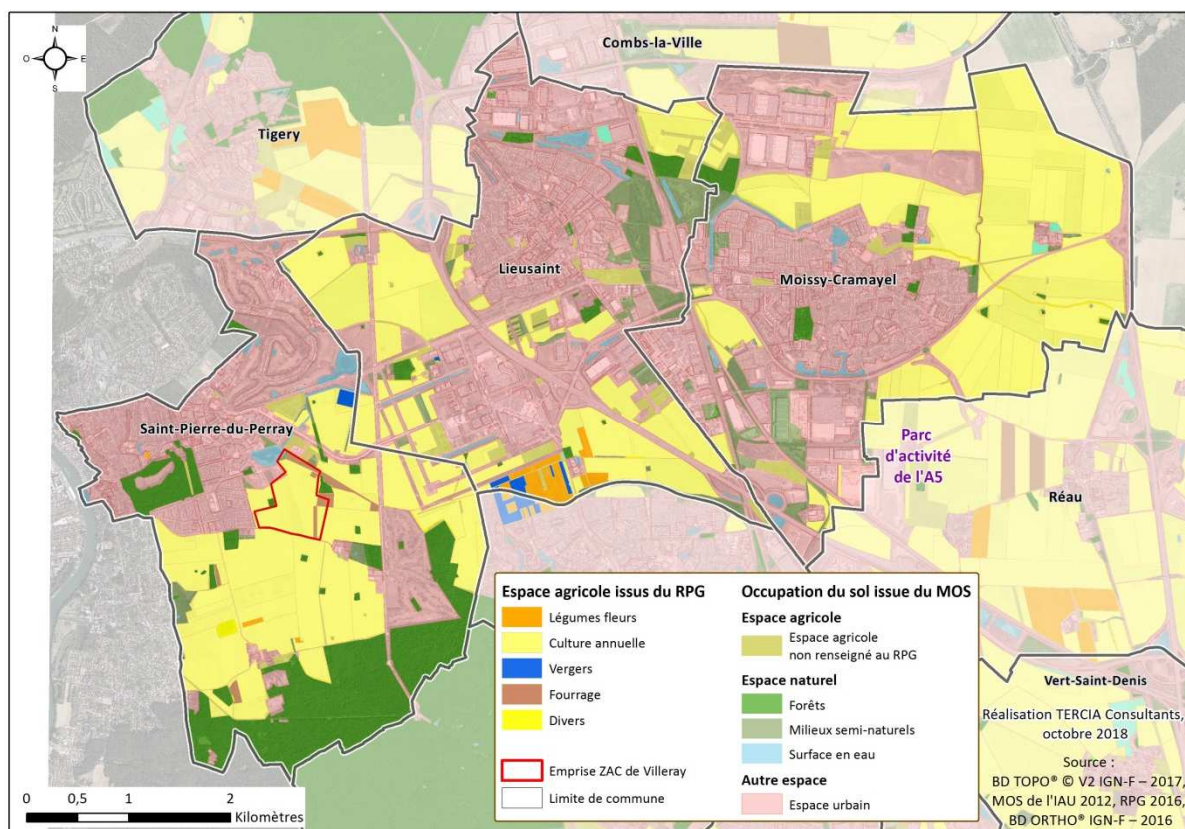 N
O
E
S
Combs-la-Ville
Tigery
Lieusaint
Moissy-Cramayel
Saint-Pierre-du-Perray
Parc
d'activité
de l'A5
Réau
Vert-Saint-Denis
Espace agricole issus du RPG
Légumes fleurs
Culture annuelle
Vergers
Fourrage
Divers
Emprise ZAC de Villeray
Limite de commune
Occupation du sol issue du MOS
Espace agricole
Espace agricole
non renseigné au RPG
Espace naturel
Forêts
Milieux semi-naturels
Surface en eau
Autre espace
Espace urbain
Réalisation TERCIA Consultants,
octobre 2018
Source :
BD TOPO® © V2 IGN-F – 2017,
MOS de l'IAU 2012, RPG 2016,
BD ORTHO® IGN-F – 2016
0 0,5 1 2
Kilomètres